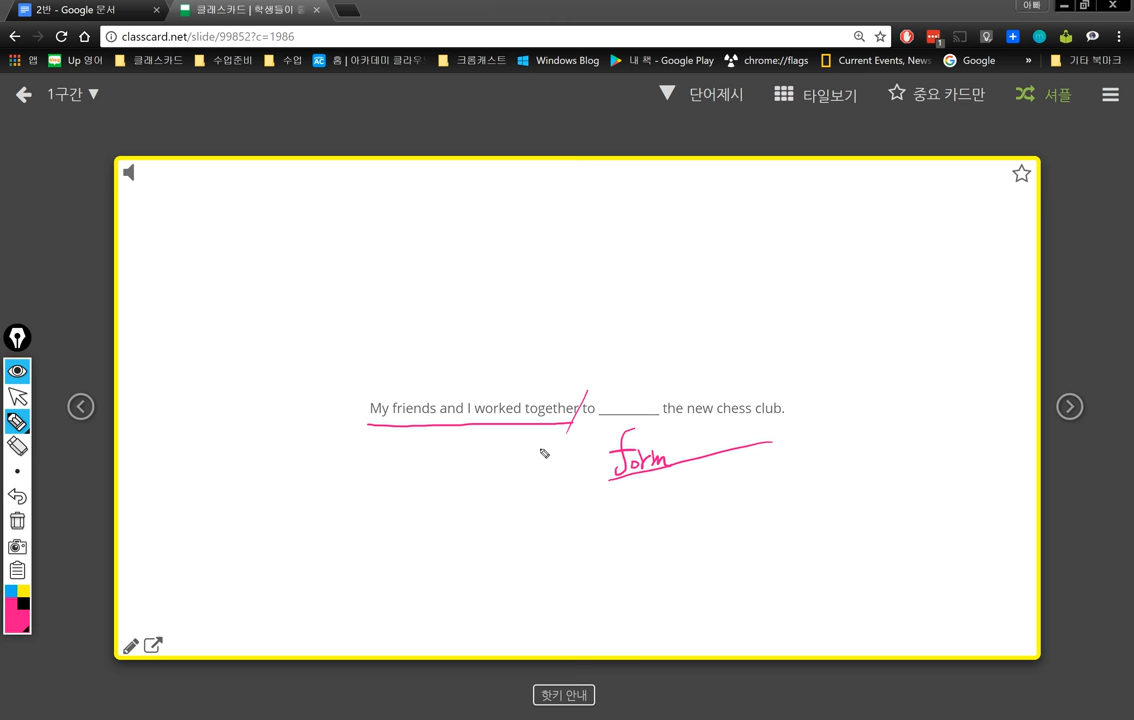 2반 - Google 문서
클래스카드 | 학생들이 좋
아빠
classcard.net/slide/99852?c=1986
앱 Up 영어 클래스카드 수업준비 수업 홈 | 아카데미 클라우 크롬캐스트 Windows Blog 내 책 - Google Play chrome://flags Current Events, News Google » 기타 북마크
1구간 ▼ ▼ 단어제시 타일보기 중요 카드만 셔플
My friends and I worked together to ________ the new chess club.
form
핫키 안내